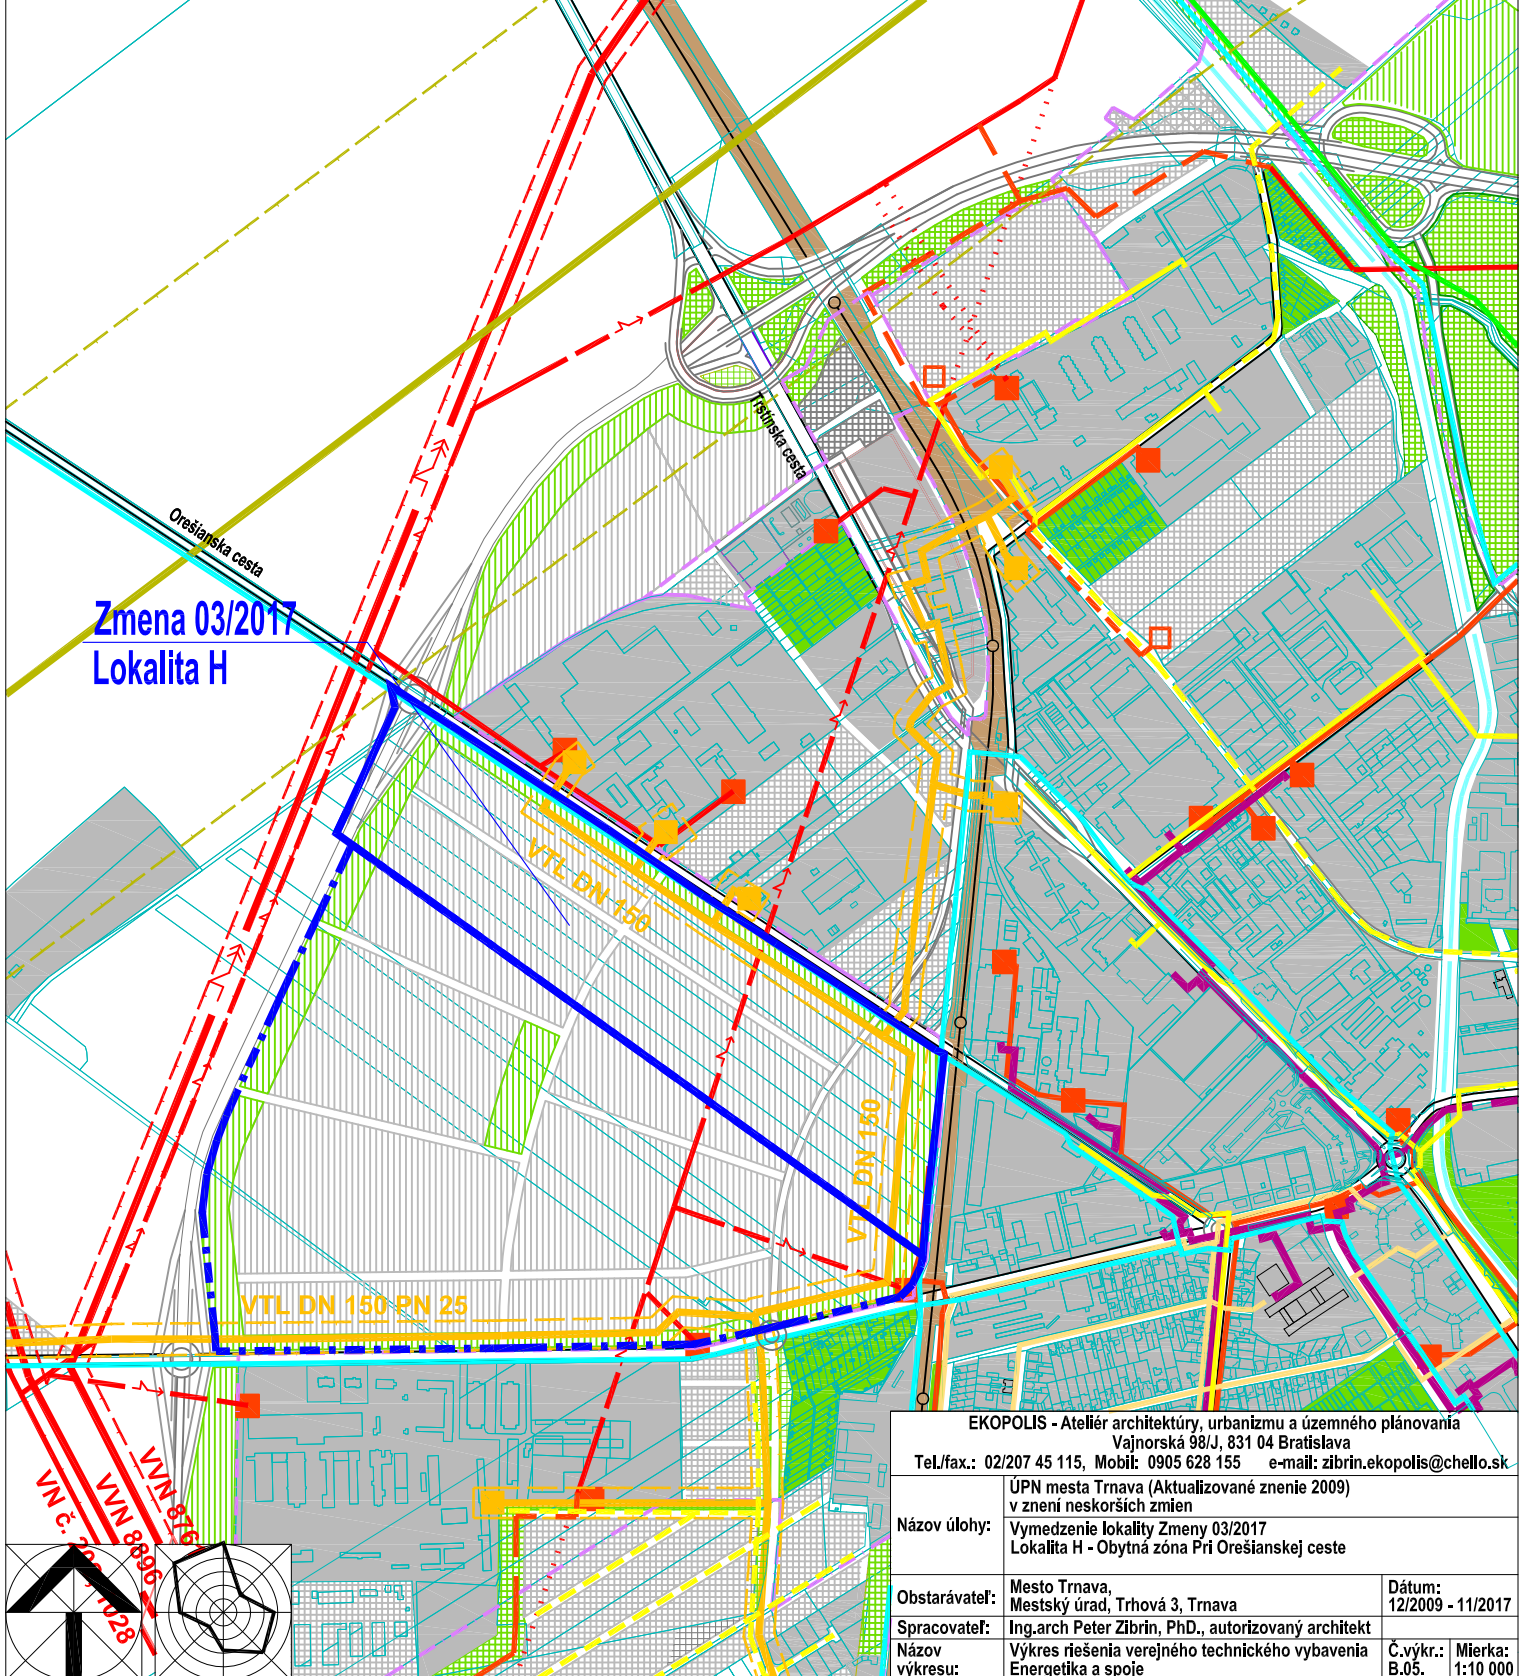 Trstínska cesta
Orešianska cesta
Zmena 03/2017
Lokalita H
VTL DN 150
VTL DN 150
VTL DN 150 PN 25
VVN 8896
EKOPOLIS - Ateliér architektúry, urbanizmu a územného plánovania
Vajnorská 98/J, 831 04 Bratislava
Tel./fax.: 02/207 45 115, Mobil: 0905 628 155 e-mail: zibrin.ekopolis@chello.sk
Názov úlohy:
ÚPN mesta Trnava (Aktualizované znenie 2009)
v znení neskorších zmien
Vymedzenie lokality Zmeny 03/2017
Lokalita H - Obytná zóna Pri Orešianskej ceste
Obstarávateľ:
Mesto Trnava,
Mestský úrad, Trhová 3, Trnava
Dátum:
12/2009 - 11/2017
Spracovateľ:
Ing.arch Peter Zibrin, PhD., autorizovaný architekt
Názov
výkresu:
Výkres riešenia verejného technického vybavenia
Energetika a spoje
Č.výkr.:
B.05.
Mierka:
1:10 000